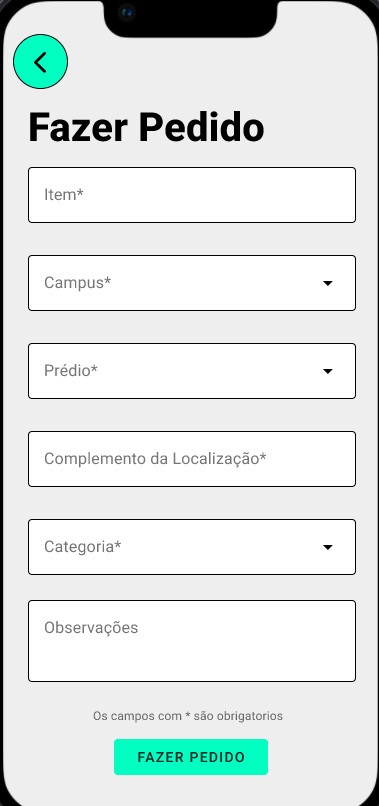 Fazer Pedido
Item*
Campus*
Prédio*
Complemento da Localização*
Categoria*
Observações
Os campos com * são obrigatorios
FAZER PEDIDO